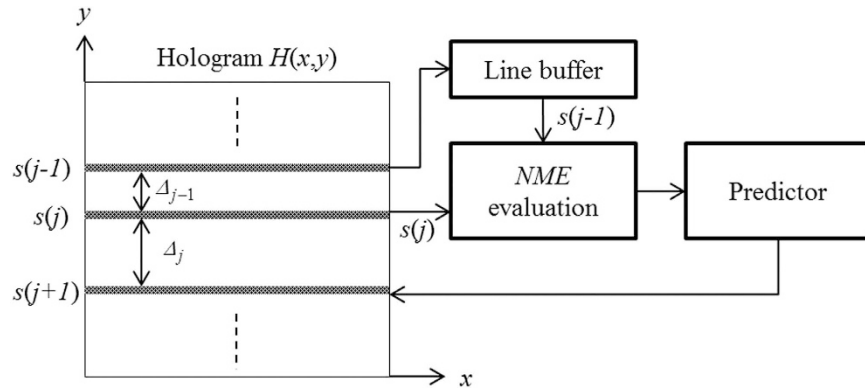 y
Hologram H(x,y)
Line buffer
s(j-1)
s(j-1)
Δj−1
NME
evaluation
Predictor
s(j)
s(j)
Δj
s(j+1)
x